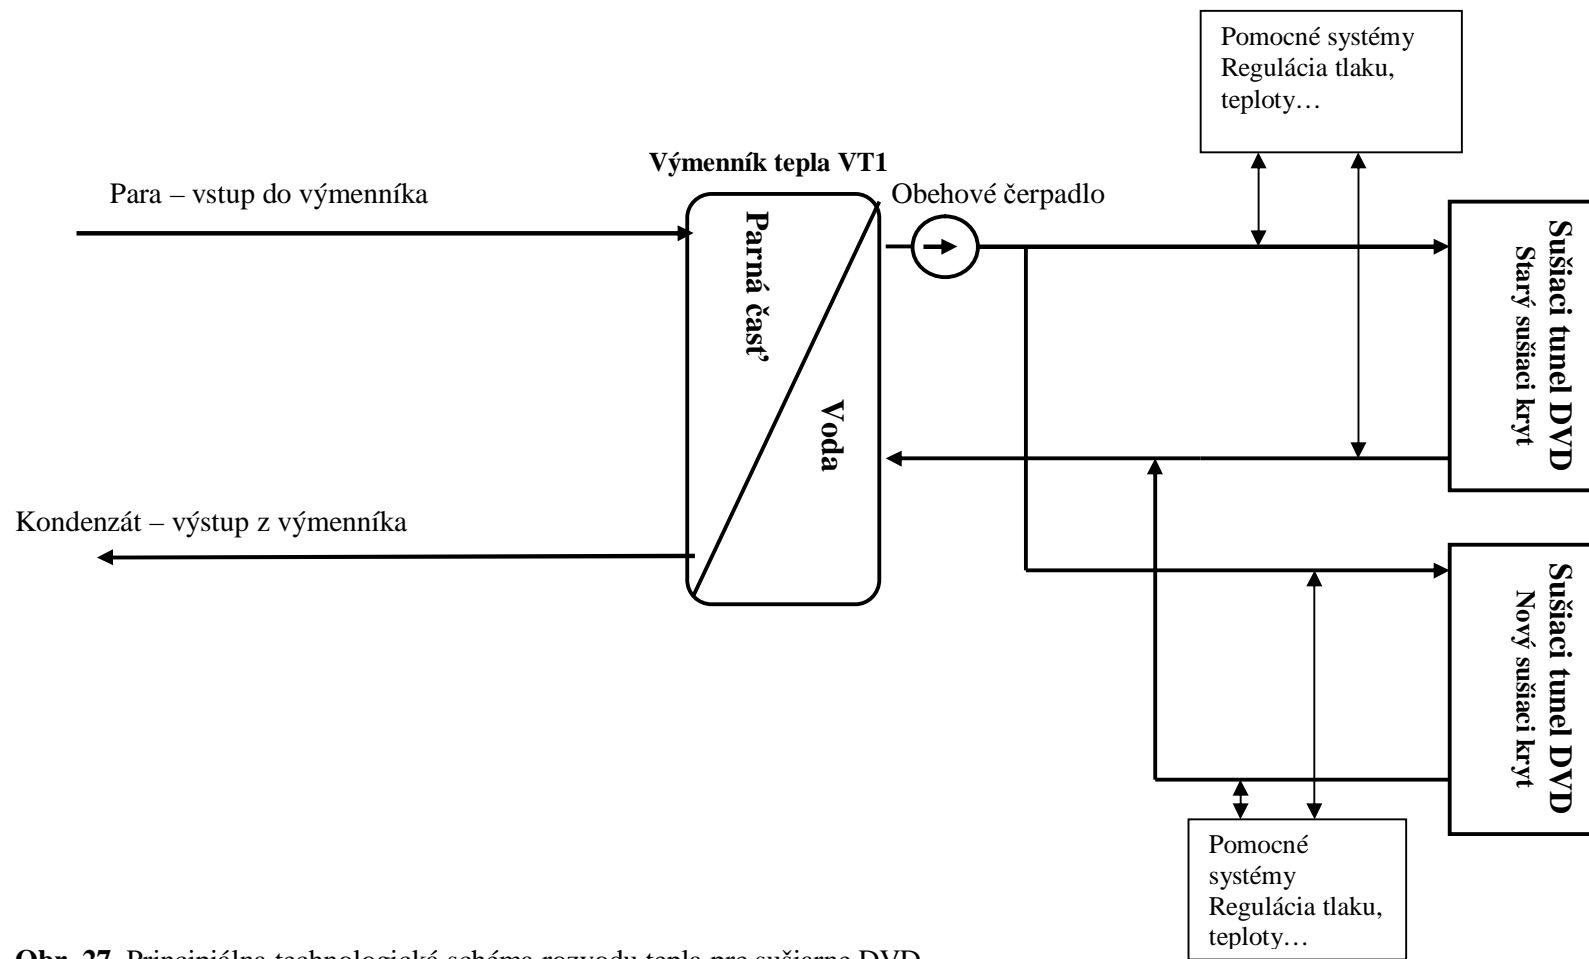 Pomocné systémy
Regulácia tlaku,
teploty…
Výmenník tepla VT1
Para – vstup do výmenníka
Obehové čerpadlo
Parná časť
Voda
Sušiaci tunel DVD
Starý sušiaci kryt
Kondenzát – výstup z výmenníka
Sušiaci tunel DVD
Nový sušiaci kryt
Pomocné
systémy
Regulácia tlaku,
teploty…
Obr. 27 Principiálna technologická schéma rozvodu tepla pre sušiarne DVD